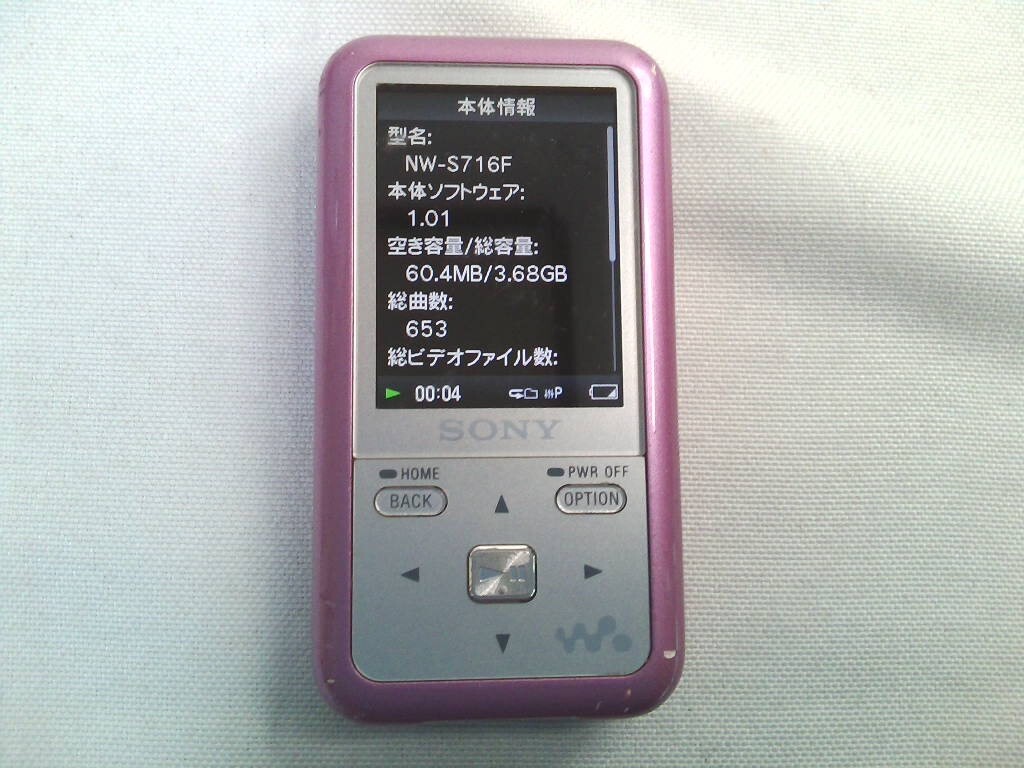 本体情報
型名:
NW-S716F
本体ソフトウェア:
1.01
空き容量/総容量:
60.4MB/3.68GB
総曲数:
653
総ビデオファイル数:
00:04 P
SONY
HOME PWR OFF
BACK OPTION